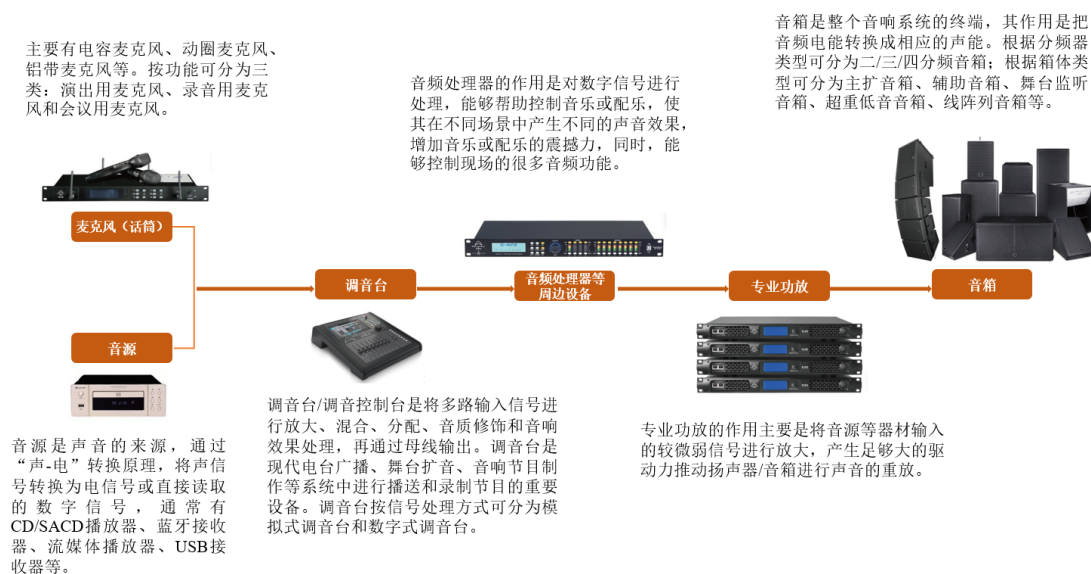 主要有电容麦克风、动圈麦克风、
铝带麦克风等。按功能可分为三
类：演出用麦克风、录音用麦克
风和会议用麦克风。
音频处理器的作用是对数字信号进行
处理，能够帮助控制音乐或配乐，使
其在不同场景中产生不同的声音效果，
增加音乐或配乐的震撼力，同时，能
够控制现场的很多音频功能。
音箱是整个音响系统的终端，其作用是把
音频电能转换成相应的声能。根据分频器
类型可分为二/三/四分频音箱；根据箱体类
型可分为主扩音箱、辅助音箱、舞台监听
音箱、超重低音音箱、线阵列音箱等。
麦克风（话筒）
调音台
音频处理器等
周边设备
专业功放
音箱
音源
音源是声音的来源，通过
“声-电”转换原理，将声信
号转换为电信号或直接读取
的数字信号，通常有
CD/SACD播放器、蓝牙接收
器、流媒体播放器、USB接
收器等。
调音台/调音控制台是将多路输入信号进
行放大、混合、分配、音质修饰和音响
效果处理，再通过母线输出。调音台是
现代电台广播、舞台扩音、音响节目制
作等系统中进行播送和录制节目的重要
设备。调音台按信号处理方式可分为模
拟式调音台和数字式调音台。
专业功放的作用主要是将音源等器材输入
的较微弱信号进行放大，产生足够大的驱
动力推动扬声器/音箱进行声音的重放。